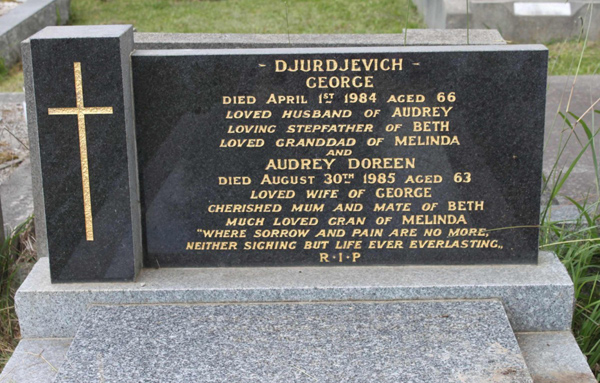 - DJURDJEVICH -
GEORGE
DIED APRIL 1ST 1984 AGED 66
LOVED HUSBAND OF AUDREY
LOVING STEPFATHER OF BETH
LOVED GRANDDAD OF MELINDA
AND
AUDREY DOREEN
DIED AUGUST 30TH 1985 AGED 63
LOVED WIFE OF GEORGE
CHERISHED MUM AND MATE OF BETH
MUCH LOVED GRAN OF MELINDA
"WHERE SORROW AND PAIN ARE NO MORE,
NEITHER SIGHING BUT LIFE EVER EVERLASTING,,
R·I·P